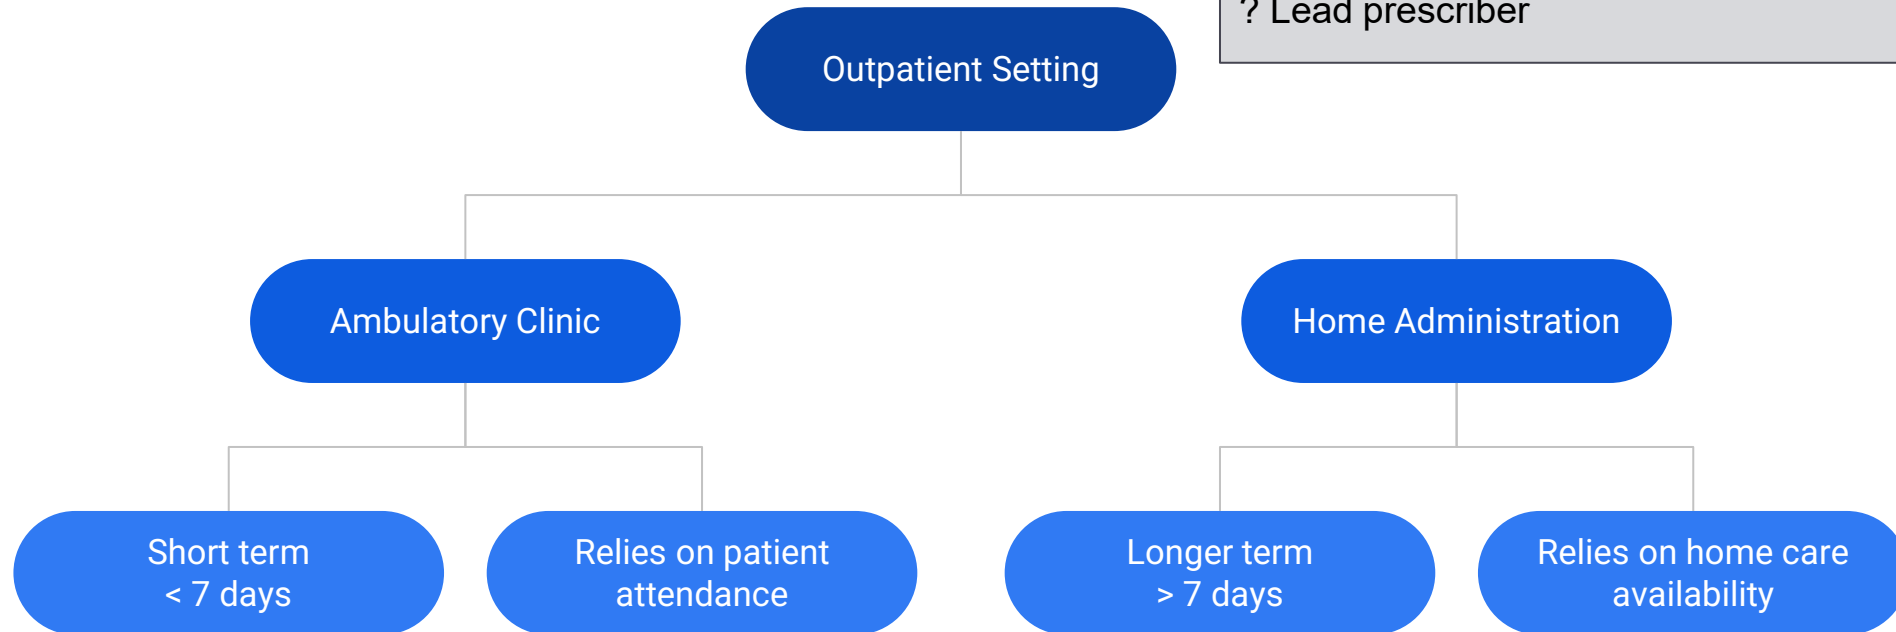 ? Lead prescriber
Outpatient Setting
Ambulatory Clinic
Home Administration
Short term
< 7 days
Relies on patient
attendance
Longer term
> 7 days
Relies on home care
availability